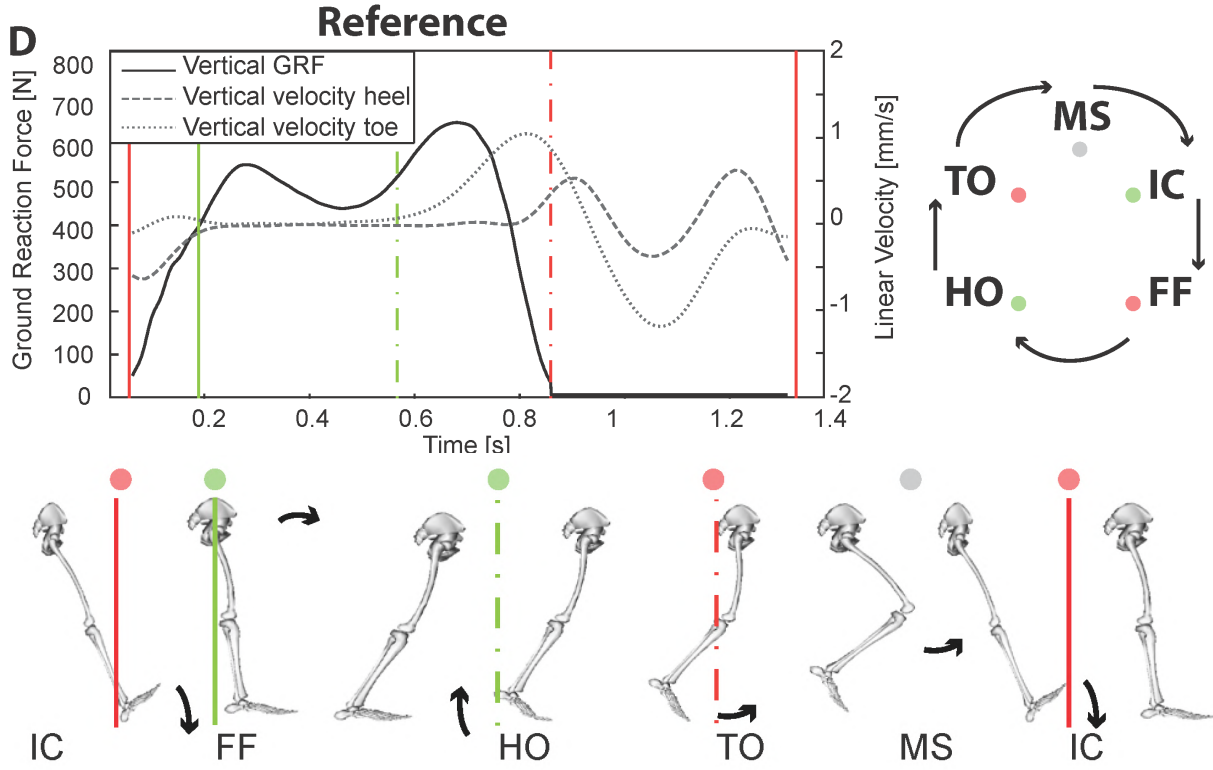 D
Reference
Vertical GRF
Vertical velocity heel
Vertical velocity toe
Ground Reaction Force [N]
800
700
600
500
400
300
200
100
0
0.2
0.4
0.6
0.8
1
1.2
1.4
Time [s]
2
1
0
-1
-2
Linear Velocity [mm/s]
MS
TO
IC
HO
FF
IC
FF
HO
TO
MS
IC